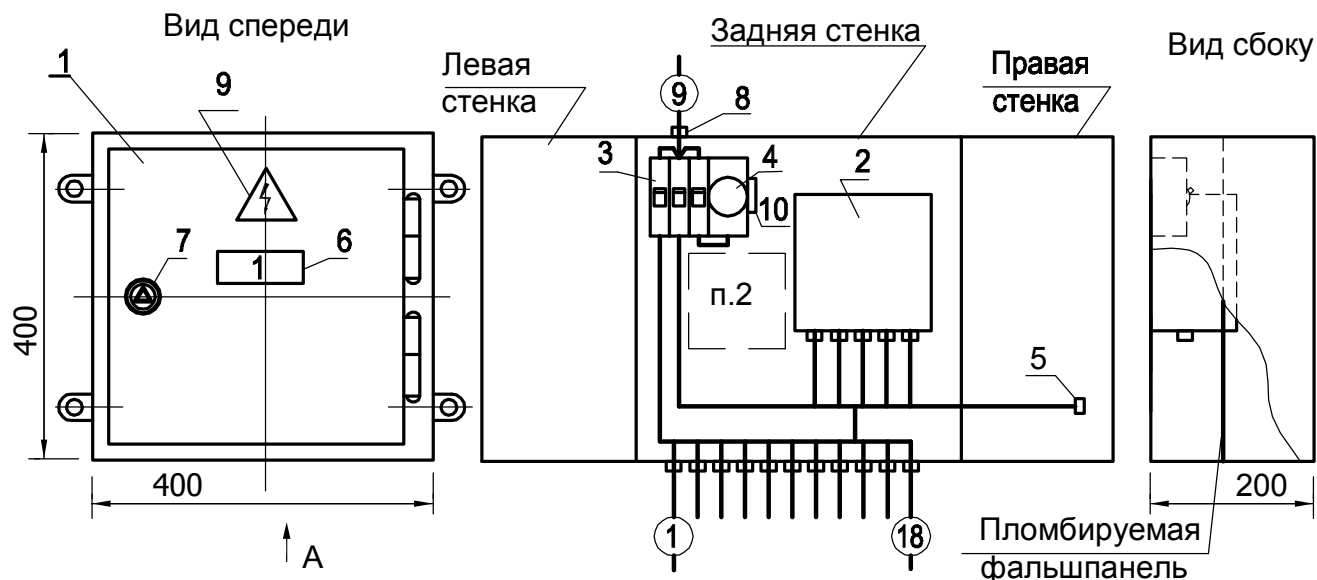 Вид спереди
Задняя стенка
Вид сбоку
Левая
стенка
Правая
стенка
1
9
9
8
3
4
2
10
7
6
1
п.2
5
400
400
200
1
18
А
Пломбируемая
фальшпанель